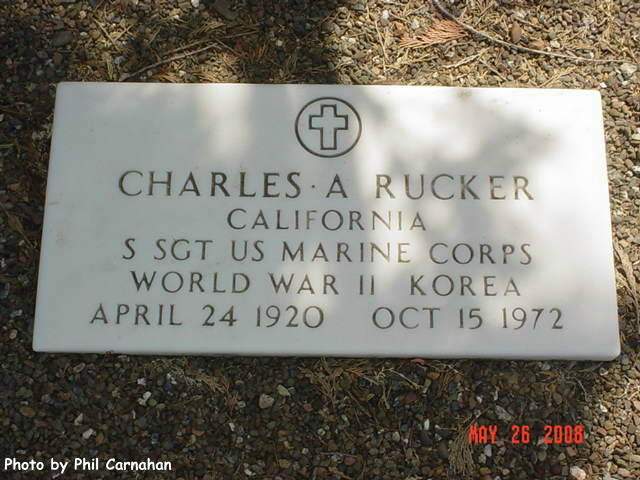 CHARLES A RUCKER
CALIFORNIA
S SGT US MARINE CORPS
WORLD WAR II KOREA
APRIL 24 1920 OCT 15 1972
MAY 26 2008
Photo by Phil Carnahan